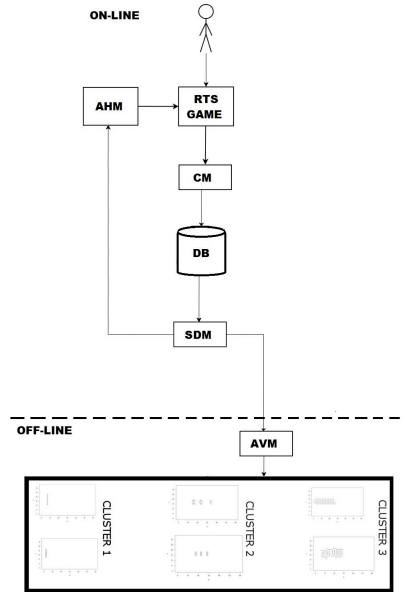 ON-LINE
AHM
RTS
GAME
CM
DB
SDM
OFF-LINE
AVM
CLUSTER 1
CLUSTER 2
CLUSTER 3